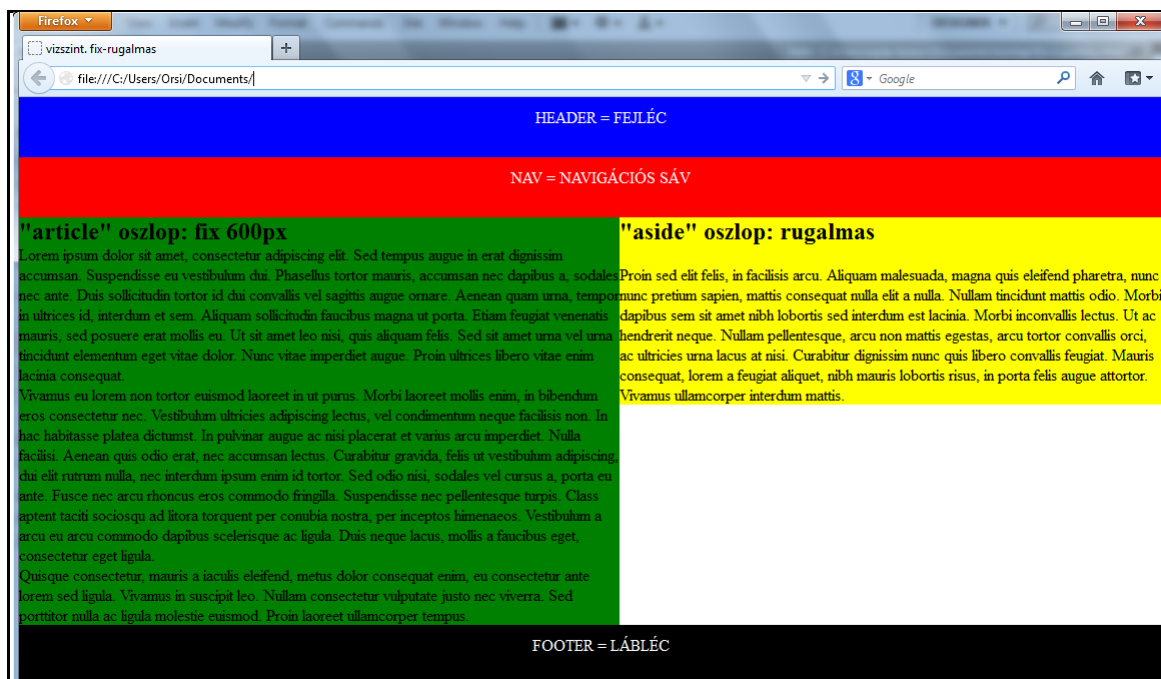 Firefox
vizszint. fix-rugalmas
file:///C:/Users/Orsi/Documents/
Google
HEADER = FEJLÉC
NAV = NAVIGÁCIÓS SÁV
"article" oszlop: fix 600px
Lorem ipsum dolor sit amet, consectetur adipiscing elit. Sed tempus augue in erat dignissim
accumsan. Suspendisse eu vestibulum dui. Phasellus tortor mauris, accumsan nec dapibus a, sodales
nec ante. Duis sollicitudin tortor id dui convallis vel sagittis augue ornare. Aenean quam urna, tempor
in ultrices id, interdum et sem. Aliquam sollicitudin faucibus magna ut porta. Etiam feugiat venenatis
mauris, sed posuere erat mollis eu. Ut sit amet leo nisi, quis aliquam felis. Sed sit amet urna vel urna
tincidunt elementum eget vitae dolor. Nunc vitae imperdiet augue. Proin ultrices libero vitae enim
lacinia consequat.
Vivamus eu lorem non tortor euismod laoreet in ut purus. Morbi laoreet mollis enim, in bibendum
eros consectetur nec. Vestibulum ultricies adipiscing lectus, vel condimentum neque facilisis non. In
hac habitasse platea dictumst. In pulvinar augue ac nisi placerat et varius arcu imperdiet. Nulla
facilisi. Aenean quis odio erat, nec accumsan lectus. Curabitur gravida, felis ut vestibulum adipiscing,
dui elit rutrum nulla, nec interdum ipsum enim id tortor. Sed odio nisi, sodales vel cursus a, porta eu
ante. Fusce nec arcu rhoncus eros commodo fringilla. Suspendisse nec pellentesque turpis. Class
aptent taciti sociosqu ad litora torquent per conubia nostra, per inceptos himenaeos. Vestibulum a
arcu eu arcu commodo dapibus scelerisque ac ligula. Duis neque lacus, mollis a faucibus eget,
consectetur eget ligula.
Quisque consectetur, mauris a iaculis eleifend, metus dolor consequat enim, eu consectetur ante
lorem sed ligula. Vivamus in suscipit leo. Nullam consectetur vulputate justo nec viverra. Sed
porttitor nulla ac ligula molestie euismod. Proin laoreet ullamcorper tempus.
"aside" oszlop: rugalmas
Proin sed elit felis, in facilisis arcu. Aliquam malesuada, magna quis eleifend pharetra, nunc
nunc pretium sapien, mattis consequat nulla elit a nulla. Nullam tincidunt mattis odio. Morbi
dapibus sem sit amet nibh lobortis sed interdum est lacinia. Morbi inconvallis lectus. Ut ac
hendrerit neque. Nullam pellentesque, arcu non mattis egestas, arcu tortor convallis orci,
ac ultricies urna lacus at nisi. Curabitur dignissim nunc quis libero convallis feugiat. Mauris
consequat, lorem a feugiat aliquet, nibh mauris lobortis risus, in porta felis augue attortor.
Vivamus ullamcorper interdum mattis.
FOOTER = LÁBLÉC